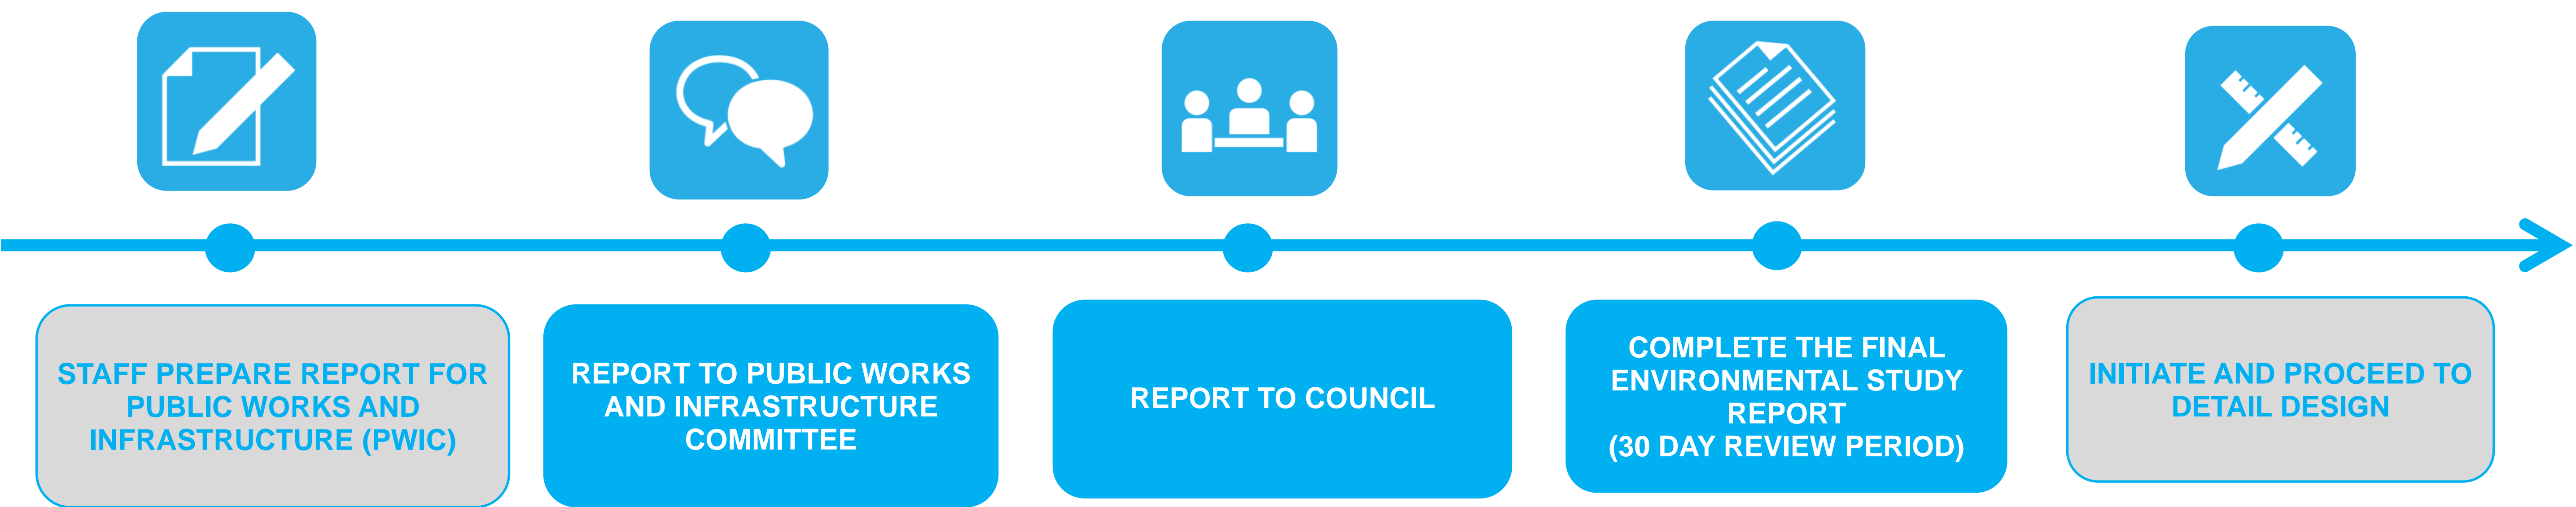 STAFF PREPARE REPORT FOR
PUBLIC WORKS AND
INFRASTRUCTURE (PWIC)
REPORT TO PUBLIC WORKS
AND INFRASTRUCTURE
COMMITTEE
REPORT TO COUNCIL
COMPLETE THE FINAL
ENVIRONMENTAL STUDY
REPORT
(30 DAY REVIEW PERIOD)
INITIATE AND PROCEED TO
DETAIL DESIGN